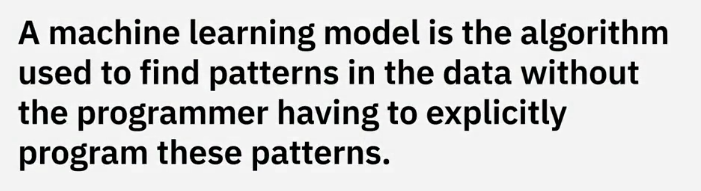 A machine learning model is the algorithm
used to find patterns in the data without
the programmer having to explicitly
program these patterns.